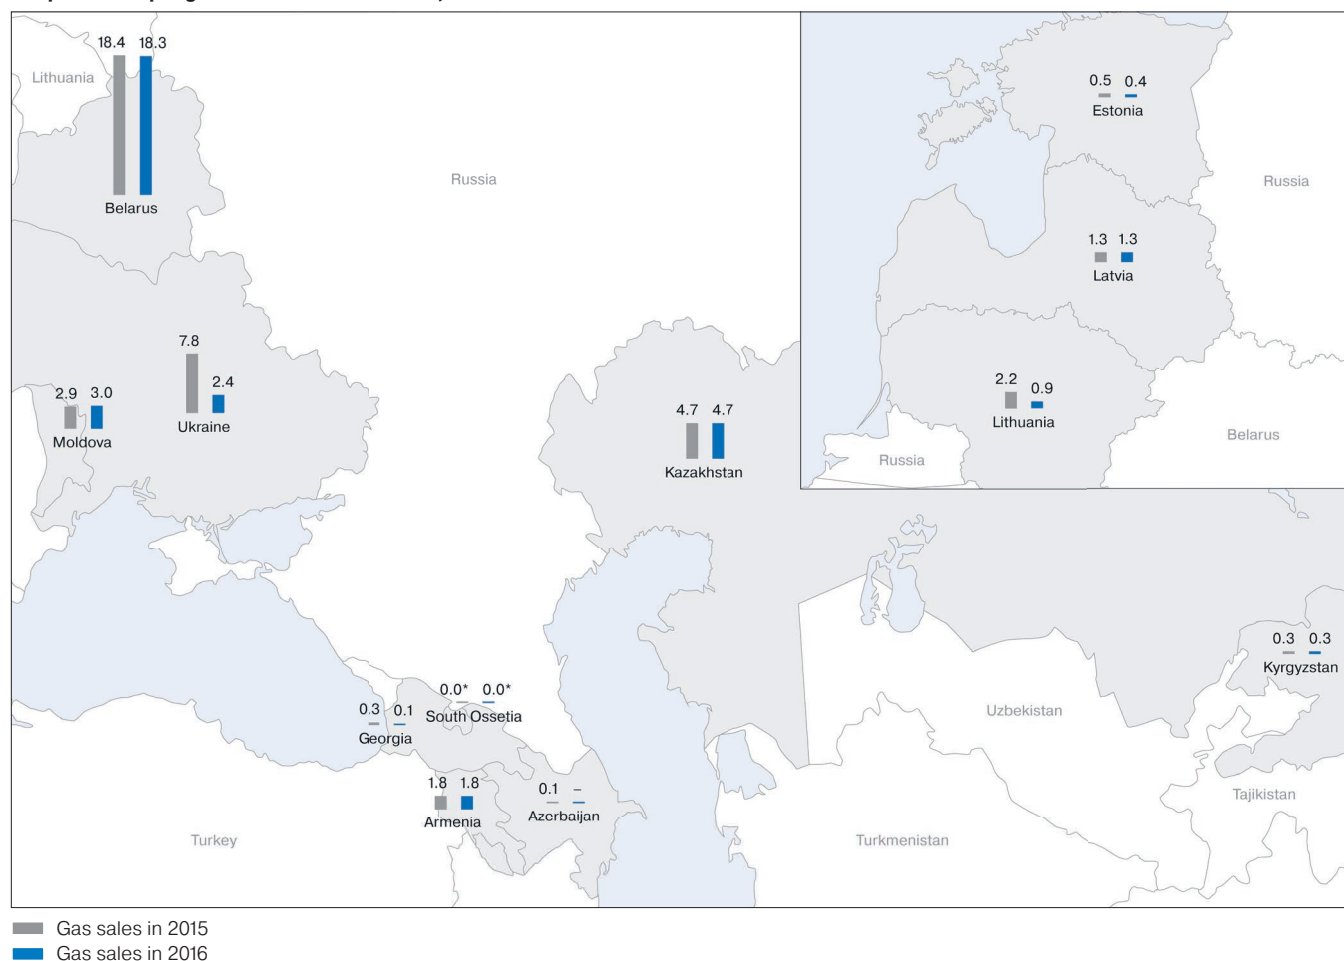 18.4 18.3
Lithuania
Belarus
Russia
0.5 0.4
Estonia
Russia
1.3 1.3
Latvia
2.2 0.9
Lithuania
Belarus
Russia
7.8
2.4
Ukraine
2.9 3.0
Moldova
4.7 4.7
Kazakhstan
0.3 0.3
Kyrgyzstan
0.0* 0.0*
South Ossetia
0.3 0.1
Georgia
Uzbekistan
1.8 1.8
Armenia
0.1 –
Azerbaijan
Tajikistan
Turkey
Turkmenistan
Gas sales in 2015
Gas sales in 2016